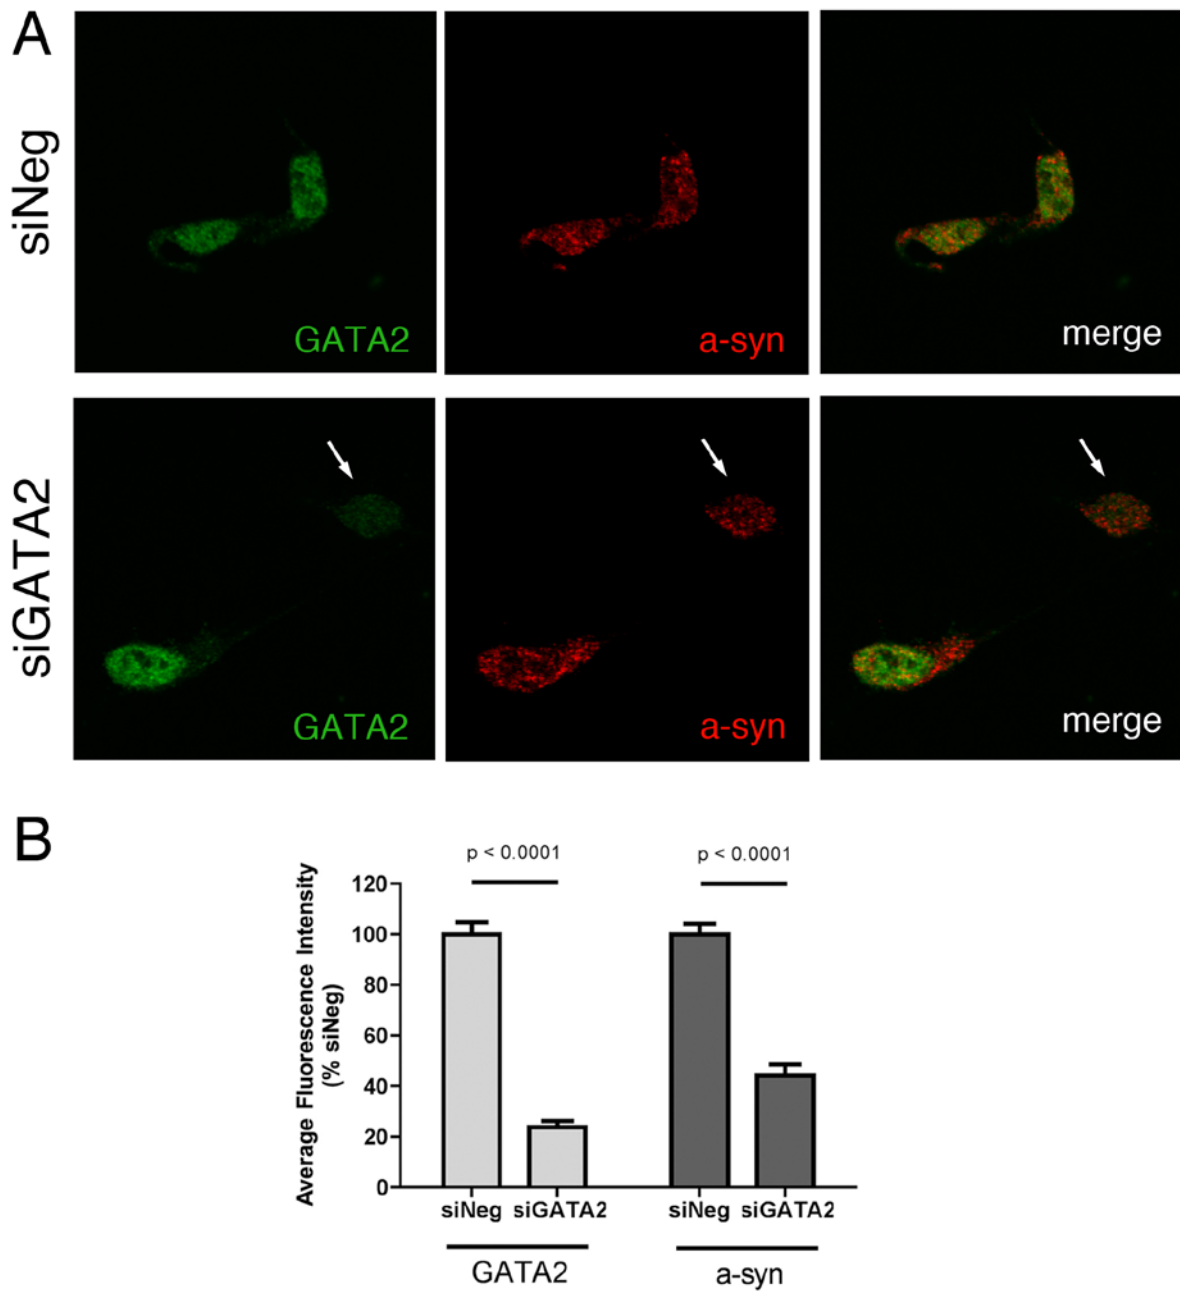 A
siNeg
GATA2
a-syn
merge
siGATA2
GATA2
a-syn
merge
B
p < 0.0001
p < 0.0001
Average Fluorescence Intensity
(% siNeg)
120
100
80
60
40
20
0
siNeg siGATA2 siNeg siGATA2
GATA2 a-syn